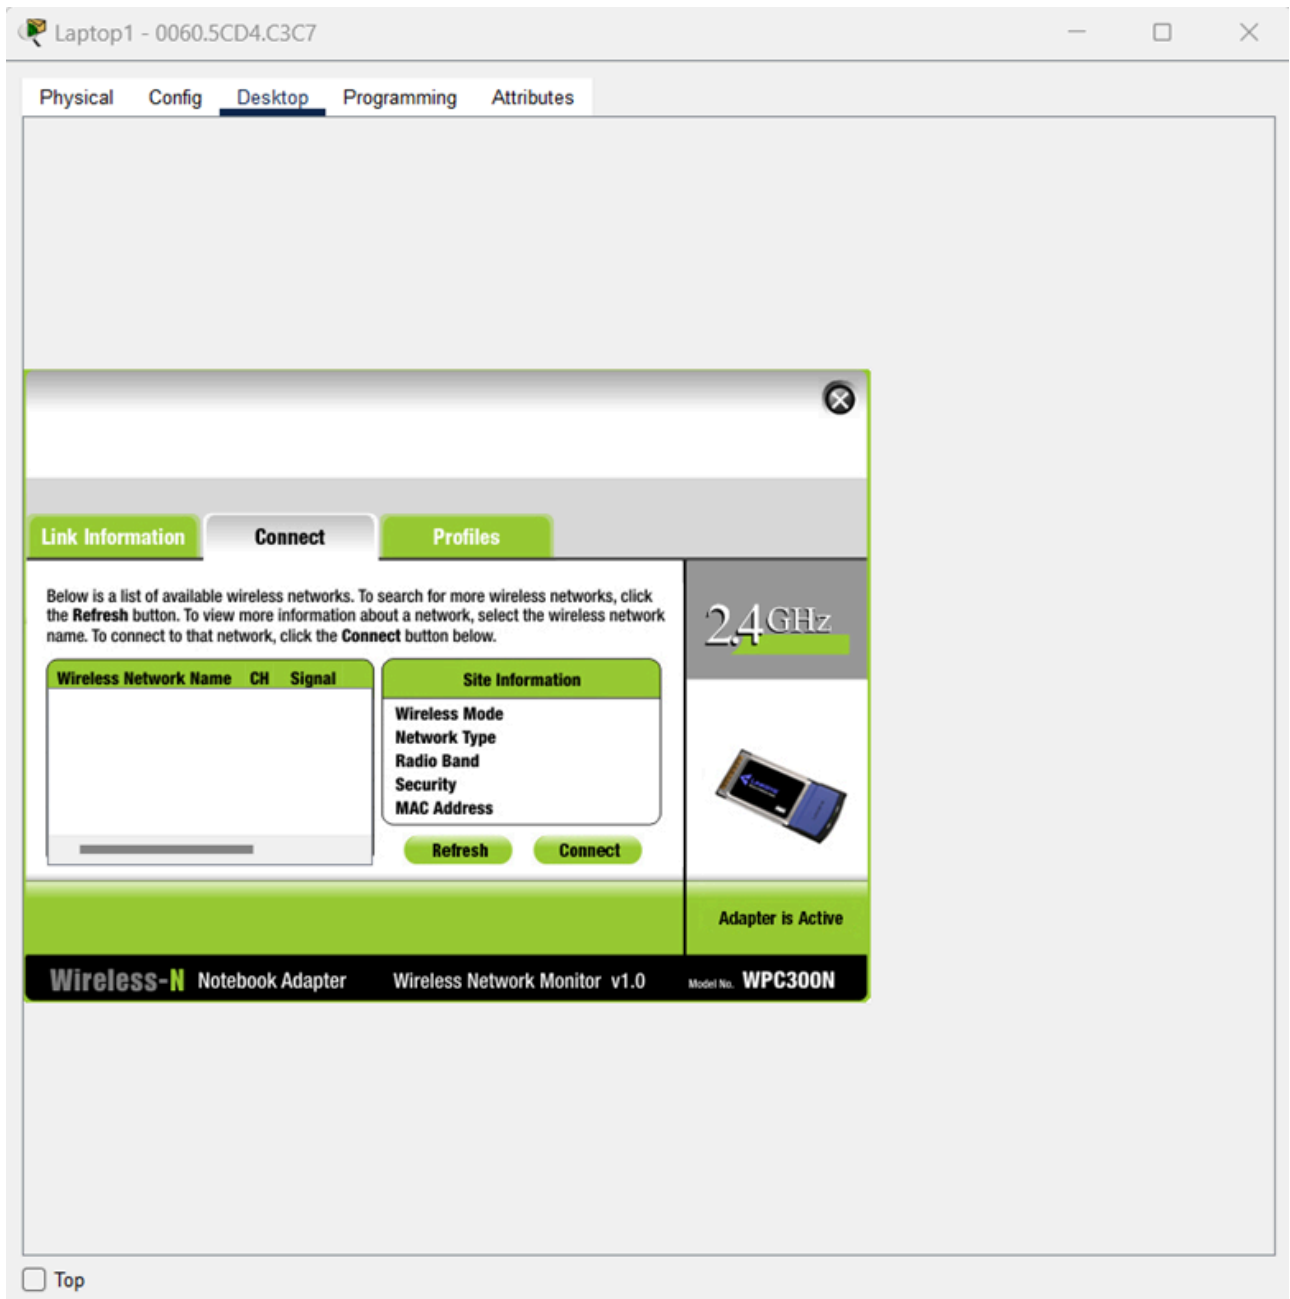 Laptop1 - 0060.5CD4.C3C7
Physical Config Desktop Programming Attributes
Link Information Connect Profiles
Below is a list of available wireless networks. To search for more wireless networks, click
the Refresh button. To view more information about a network, select the wireless network
name. To connect to that network, click the Connect button below.
2.4GHz
Wireless Network Name CH Signal
Site Information
Wireless Mode
Network Type
Radio Band
Security
MAC Address
Refresh Connect
Adapter is Active
Wireless-N Notebook Adapter Wireless Network Monitor v1.0 Model No. WPC300N
Top